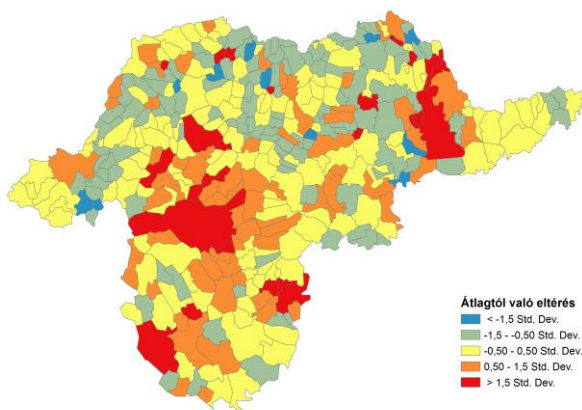 Átlagtól való eltérés
< -1,5 Std. Dev.
-1,5 - -0,50 Std. Dev.
-0,50 - 0,50 Std. Dev.
0,50 - 1,5 Std. Dev.
> 1,5 Std. Dev.